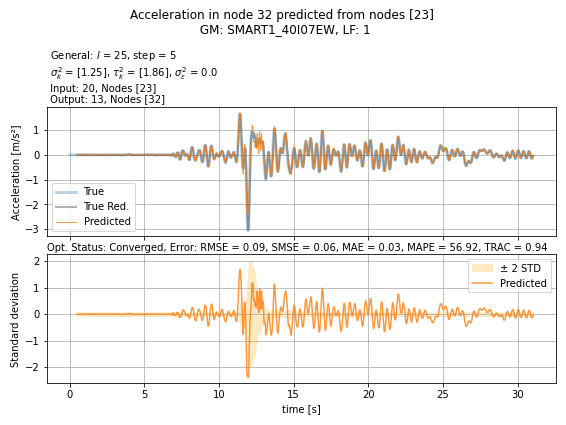 Acceleration in node 32 predicted from nodes [23]
GM: SMART1_40I07EW, LF: 1
General: l = 25, step = 5
σ²ₖ = [1.25], τ²ₖ = [1.86], σ²ε = 0.0
Input: 20, Nodes [23]
Output: 13, Nodes [32]
Acceleration [m/s²]
1
0
−1
−2
−3
True
True Red.
Predicted
Opt. Status: Converged, Error: RMSE = 0.09, SMSE = 0.06, MAE = 0.03, MAPE = 56.92, TRAC = 0.94
Standard deviation
2
1
0
−1
−2
± 2 STD
Predicted
0 5 10 15 20 25 30
time [s]